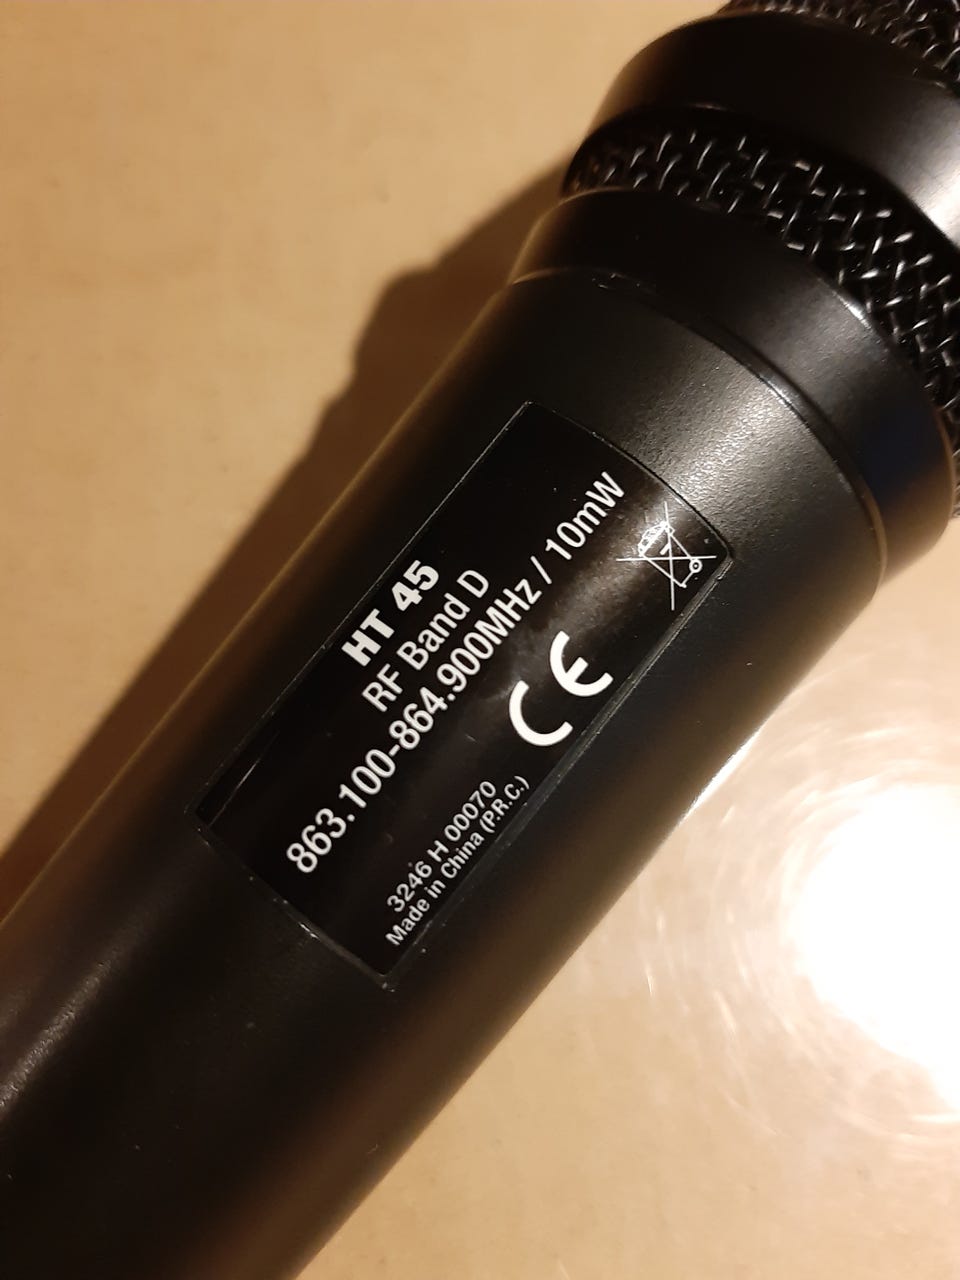 HT 45
RF Band D
863.100-864.900MHz / 10mW
CE
3246 H 00070
Made in China (P.R.C.)